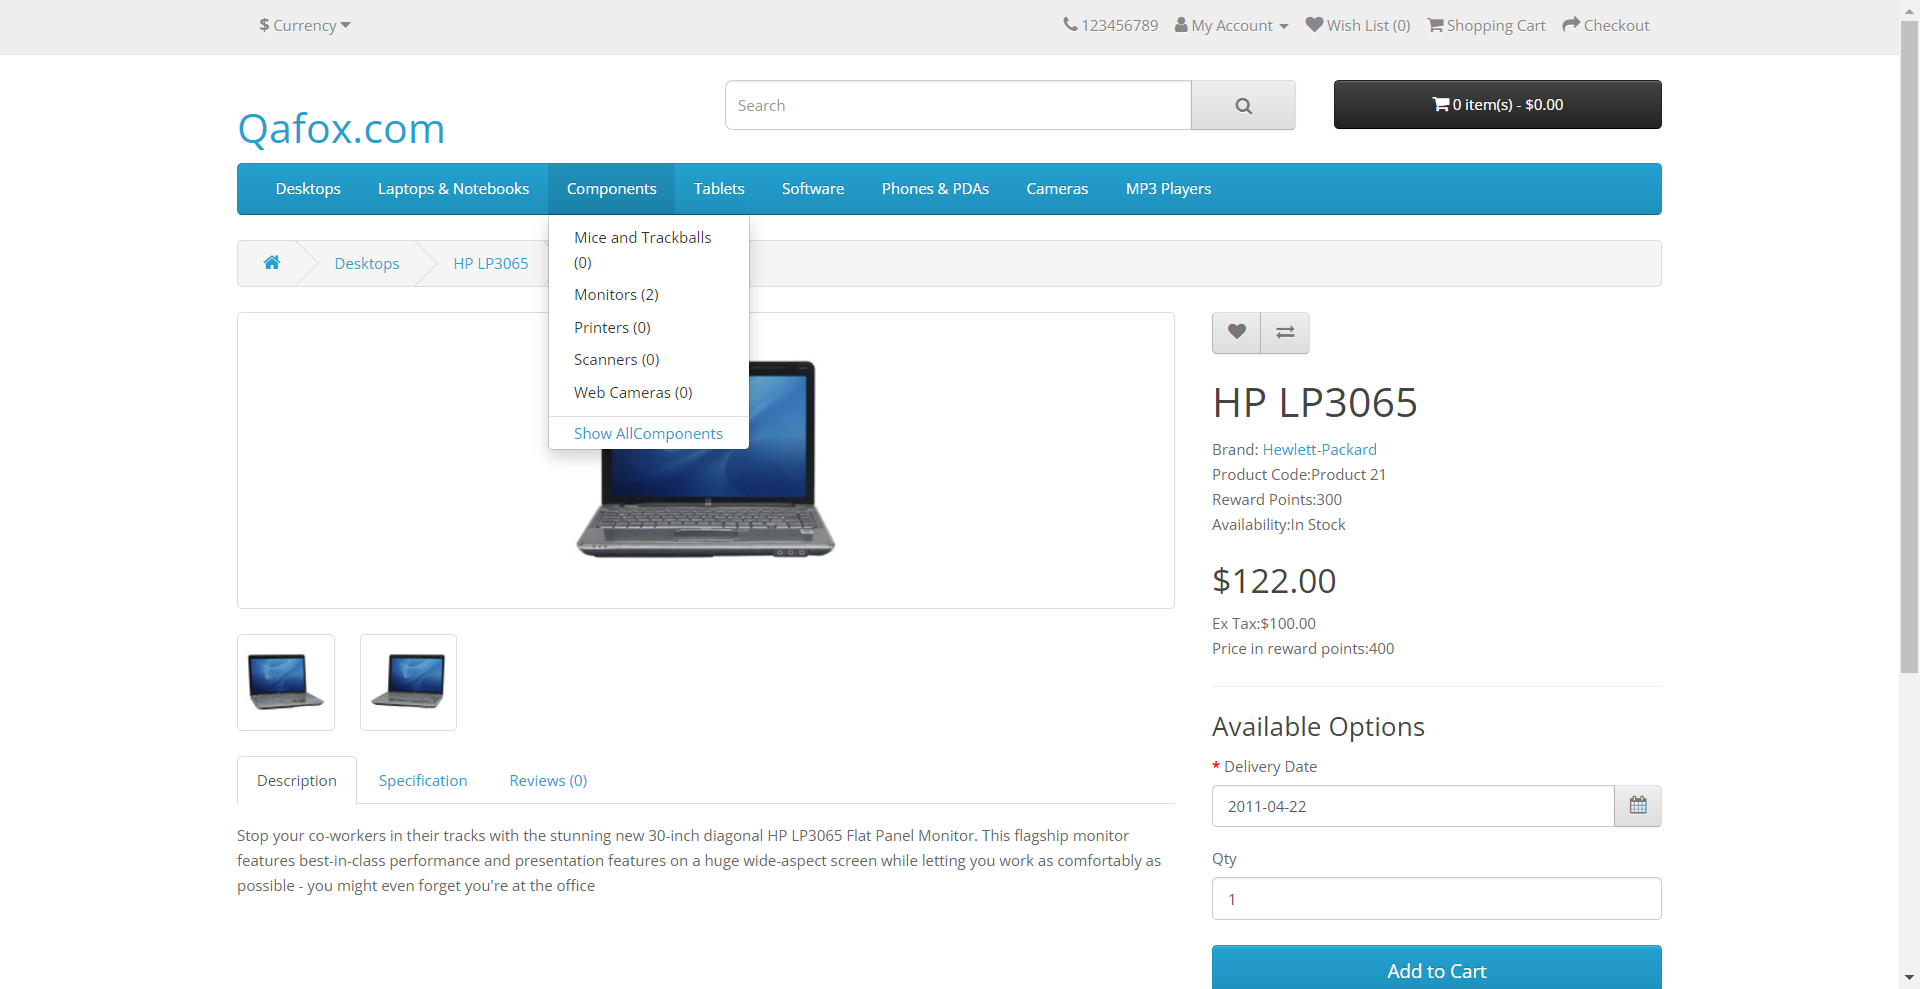 $ Currency
123456789 My Account Wish List (0) Shopping Cart Checkout
Qafox.com
Search
0 item(s) - $0.00
Desktops Laptops & Notebooks Components Tablets Software Phones & PDAs Cameras MP3 Players
Mice and Trackballs
(0)
Monitors (2)
Printers (0)
Scanners (0)
Web Cameras (0)
Show AllComponents
Desktops HP LP3065
HP LP3065
Brand: Hewlett-Packard
Product Code:Product 21
Reward Points:300
Availability:In Stock
$122.00
Ex Tax:$100.00
Price in reward points:400
Available Options
* Delivery Date
2011-04-22
Qty
1
Add to Cart
Description Specification Reviews (0)
Stop your co-workers in their tracks with the stunning new 30-inch diagonal HP LP3065 Flat Panel Monitor. This flagship monitor
features best-in-class performance and presentation features on a huge wide-aspect screen while letting you work as comfortably as
possible - you might even forget you're at the office